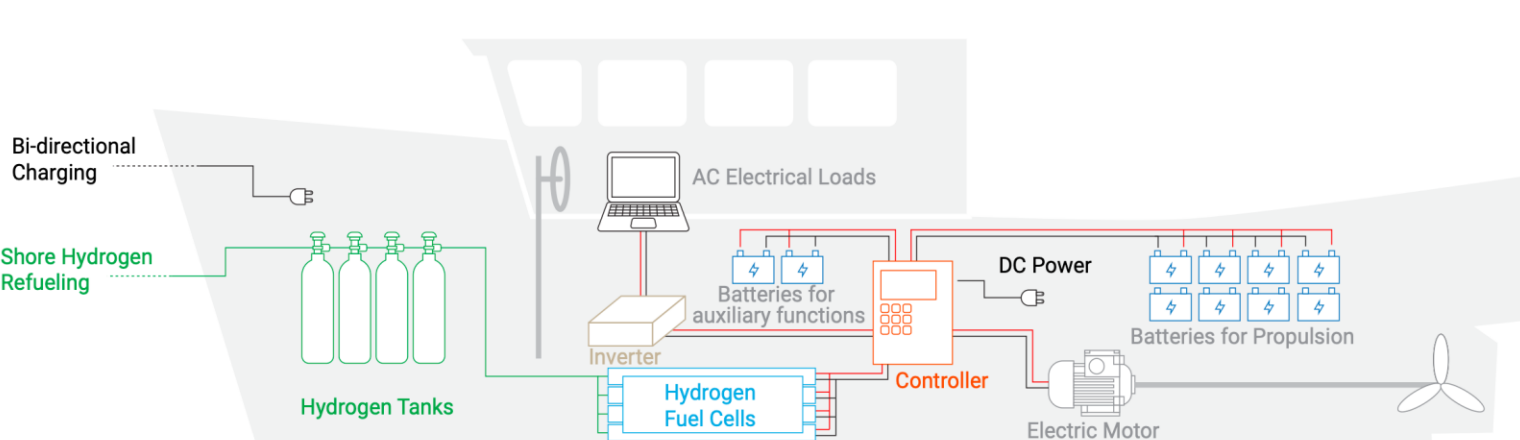 Bi-directional
Charging
AC Electrical Loads
Shore Hydrogen
Refueling
DC Power
Batteries for
auxiliary functions
Batteries for Propulsion
Inverter
Controller
Hydrogen
Fuel Cells
Hydrogen Tanks
Electric Motor